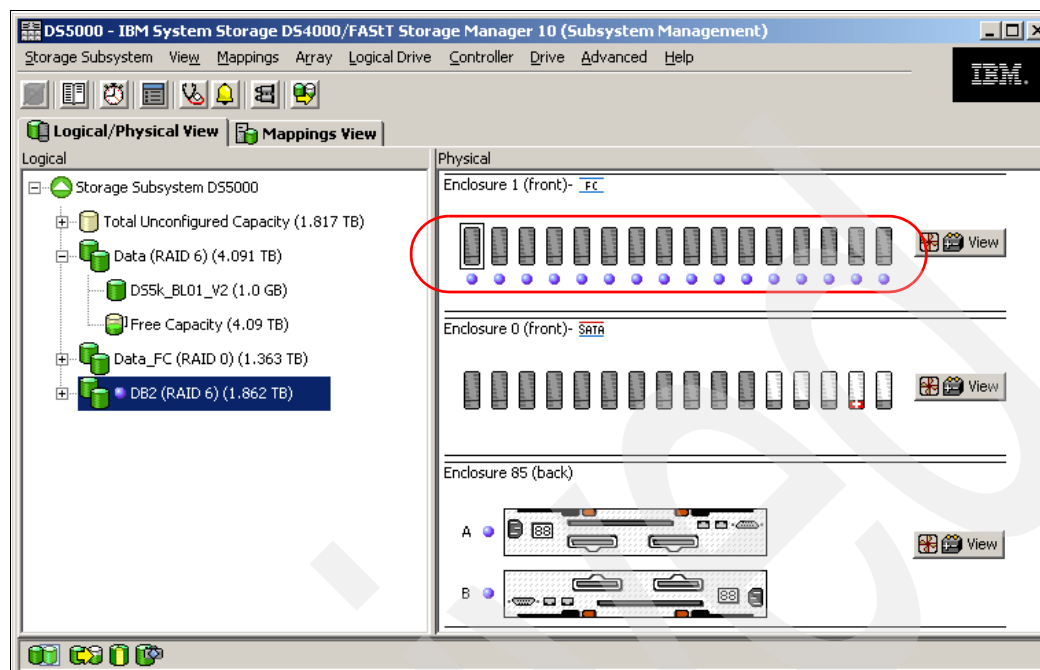 DS5000 - IBM System Storage DS4000/FAStT Storage Manager 10 (Subsystem Management)
Storage Subsystem View Mappings Array Logical Drive Controller Drive Advanced Help
IBM.
Logical/Physical View Mappings View
Logical
Storage Subsystem DS5000
Total Unconfigured Capacity (1.817 TB)
Data (RAID 6) (4.091 TB)
DS5k_BL01_V2 (1.0 GB)
Free Capacity (4.09 TB)
Data_FC (RAID 0) (1.363 TB)
DB2 (RAID 6) (1.862 TB)
Physical
Enclosure 1 (front)- FC
View
Enclosure 0 (front)- SATA
View
Enclosure 85 (back)
A 88
View
B 88